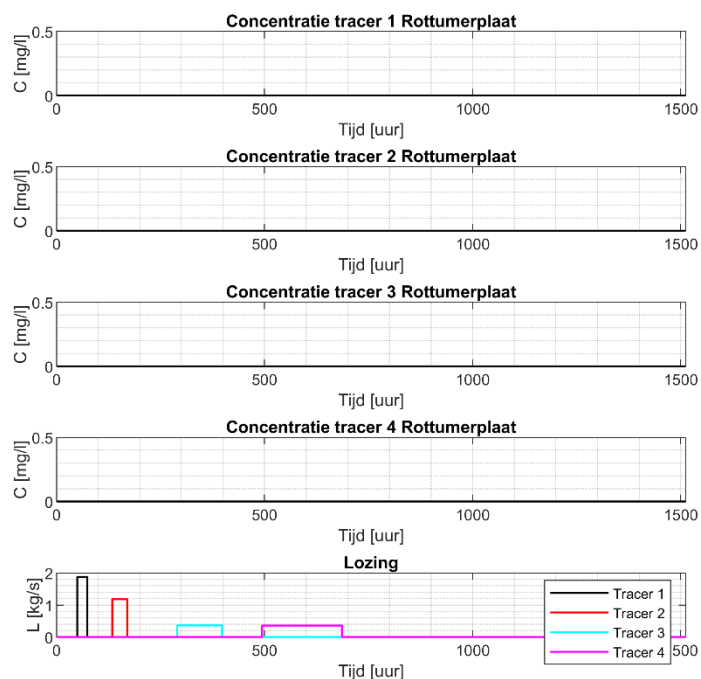 Concentratie tracer 1 Rottumerplaat
C [mg/l]
0.5
0
0 500 1000 1500
Tijd [uur]
Concentratie tracer 2 Rottumerplaat
C [mg/l]
0.5
0
0 500 1000 1500
Tijd [uur]
Concentratie tracer 3 Rottumerplaat
C [mg/l]
0.5
0
0 500 1000 1500
Tijd [uur]
Concentratie tracer 4 Rottumerplaat
C [mg/l]
0.5
0
0 500 1000 1500
Tijd [uur]
Lozing
L [kg/s]
2
1
0
Tracer 1
Tracer 2
Tracer 3
Tracer 4
0 500 1000 1500
Tijd [uur]